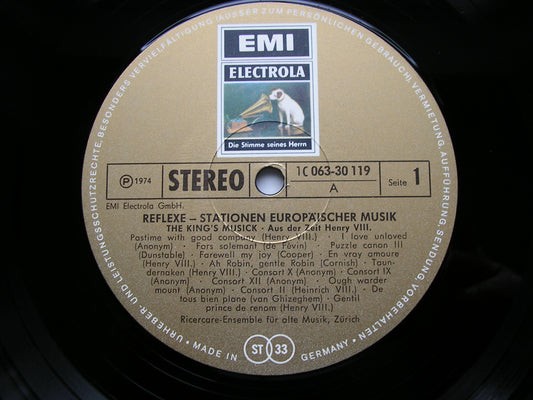 URHEBER- UND LEISTUNGSSCHUTZRECHTE, BESONDERS VERVIELFÄLTIGUNG (AUSSER ZUM PERSÖNLICHEN GEBRAUCH), VERMIETUNG, AUFFÜHRUNG, SENDUNG, VORBEHALTEN
EMI
ELECTROLA
Die Stimme seines Herrn
Ⓟ 1974
STEREO
1C 063-30 119
A
Seite 1
EMI Electrola GmbH.
REFLEXE – STATIONEN EUROPÄISCHER MUSIK
THE KING'S MUSICK · Aus der Zeit Henry VIII.
Pastime with good company (Henry VIII.) · I love unloved
(Anonym) · Fors solemant (de Févin) · Puzzle canon III
(Dunstable) · Farewell my joy (Cooper) · En vray amoure
(Henry VIII.) · Ah Robin, gentle Robin (Cornish) · Taun-
dernaken (Henry VIII.) · Consort X (Anonym) · Consort IX
(Anonym) · Consort XII (Anonym) · Ough warder
mount (Anonym) · Consort II (Heinrich VIII.) · De
tous bien plane (van Ghizeghem) · Gentil
prince de renom (Henry VIII.)
Ricercare-Ensemble für alte Musik, Zürich
· MADE IN
ST 33
GERMANY ·